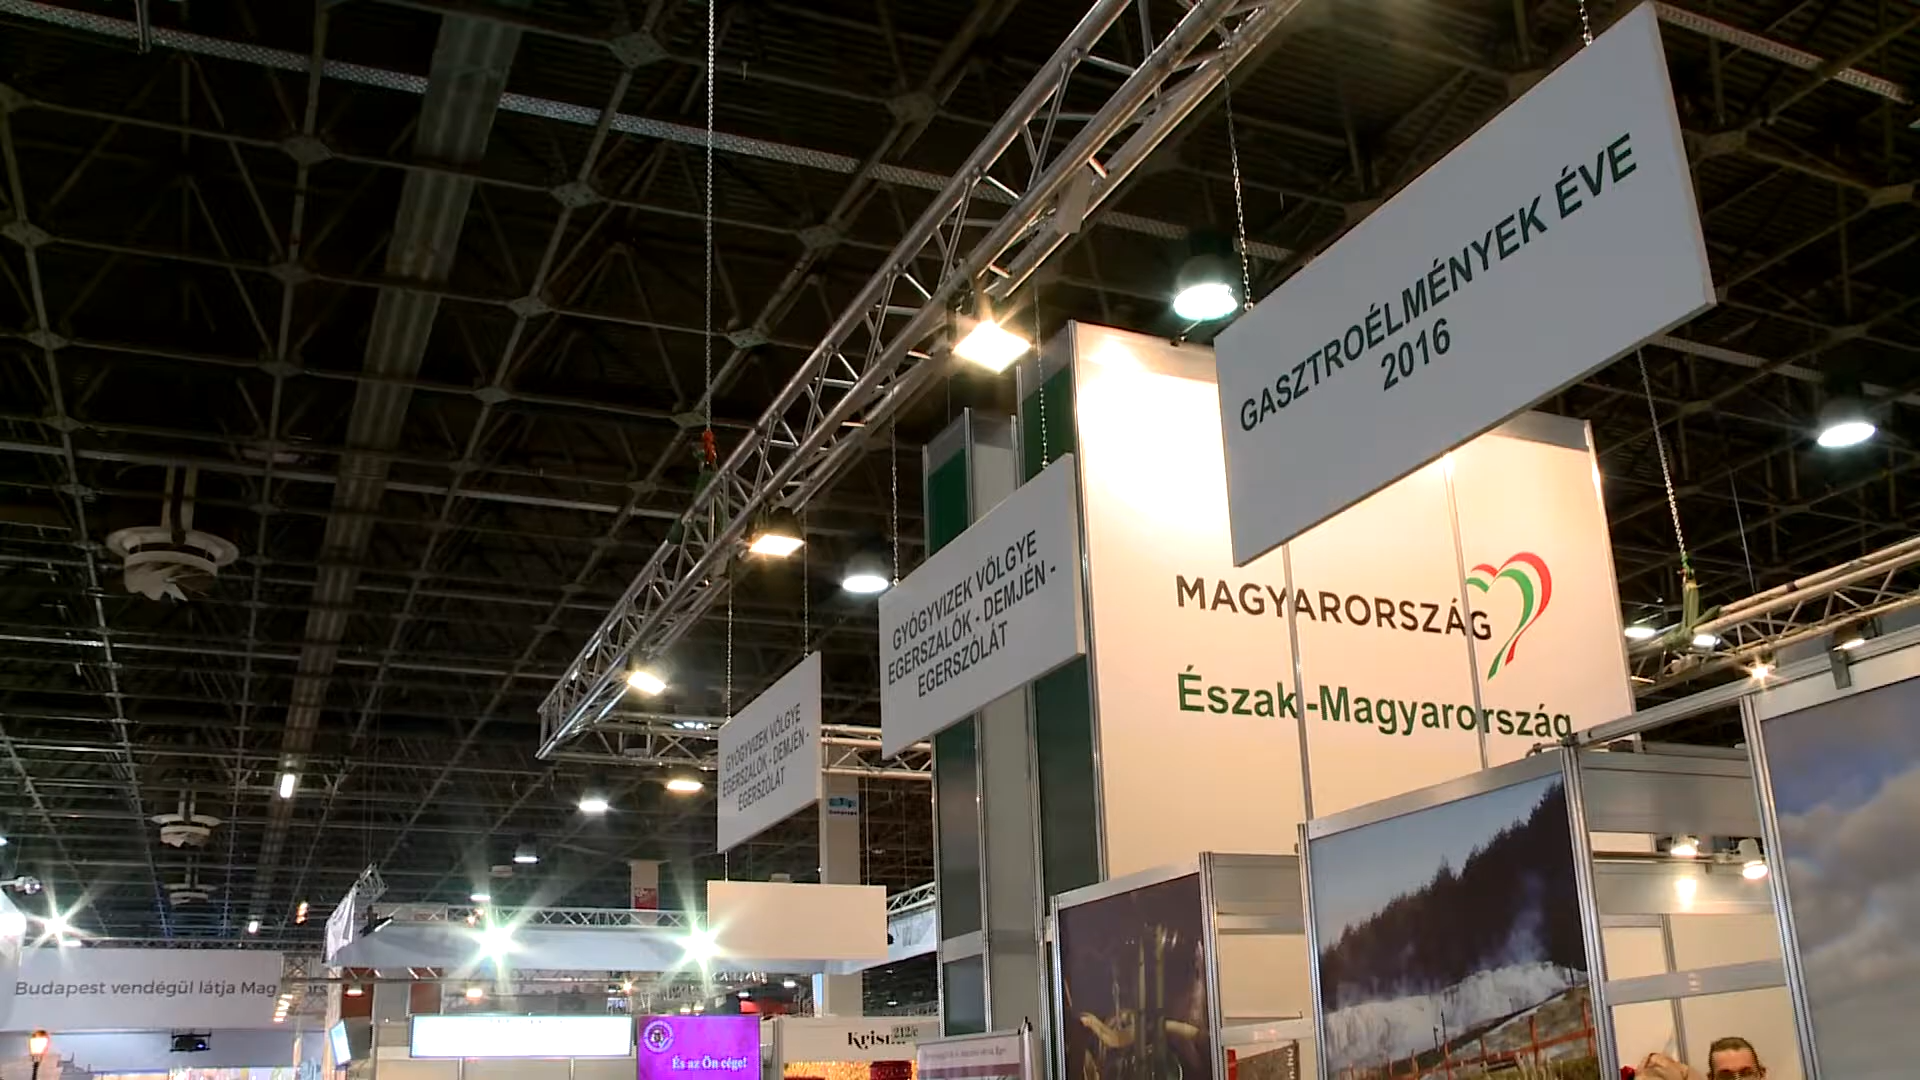 GASZTROÉLMÉNYEK ÉVE
2016
GYÓGYVIZEK VÖLGYE
EGERSZALÓK - DEMJÉN -
EGERSZÓLÁT
GYÓGYVIZEK VÖLGYE
EGERSZALÓK - DEMJÉN -
EGERSZÓLÁT
MAGYARORSZÁG
Észak-Magyarország
Budapest vendégül látja
És az Ön cége!
212/c